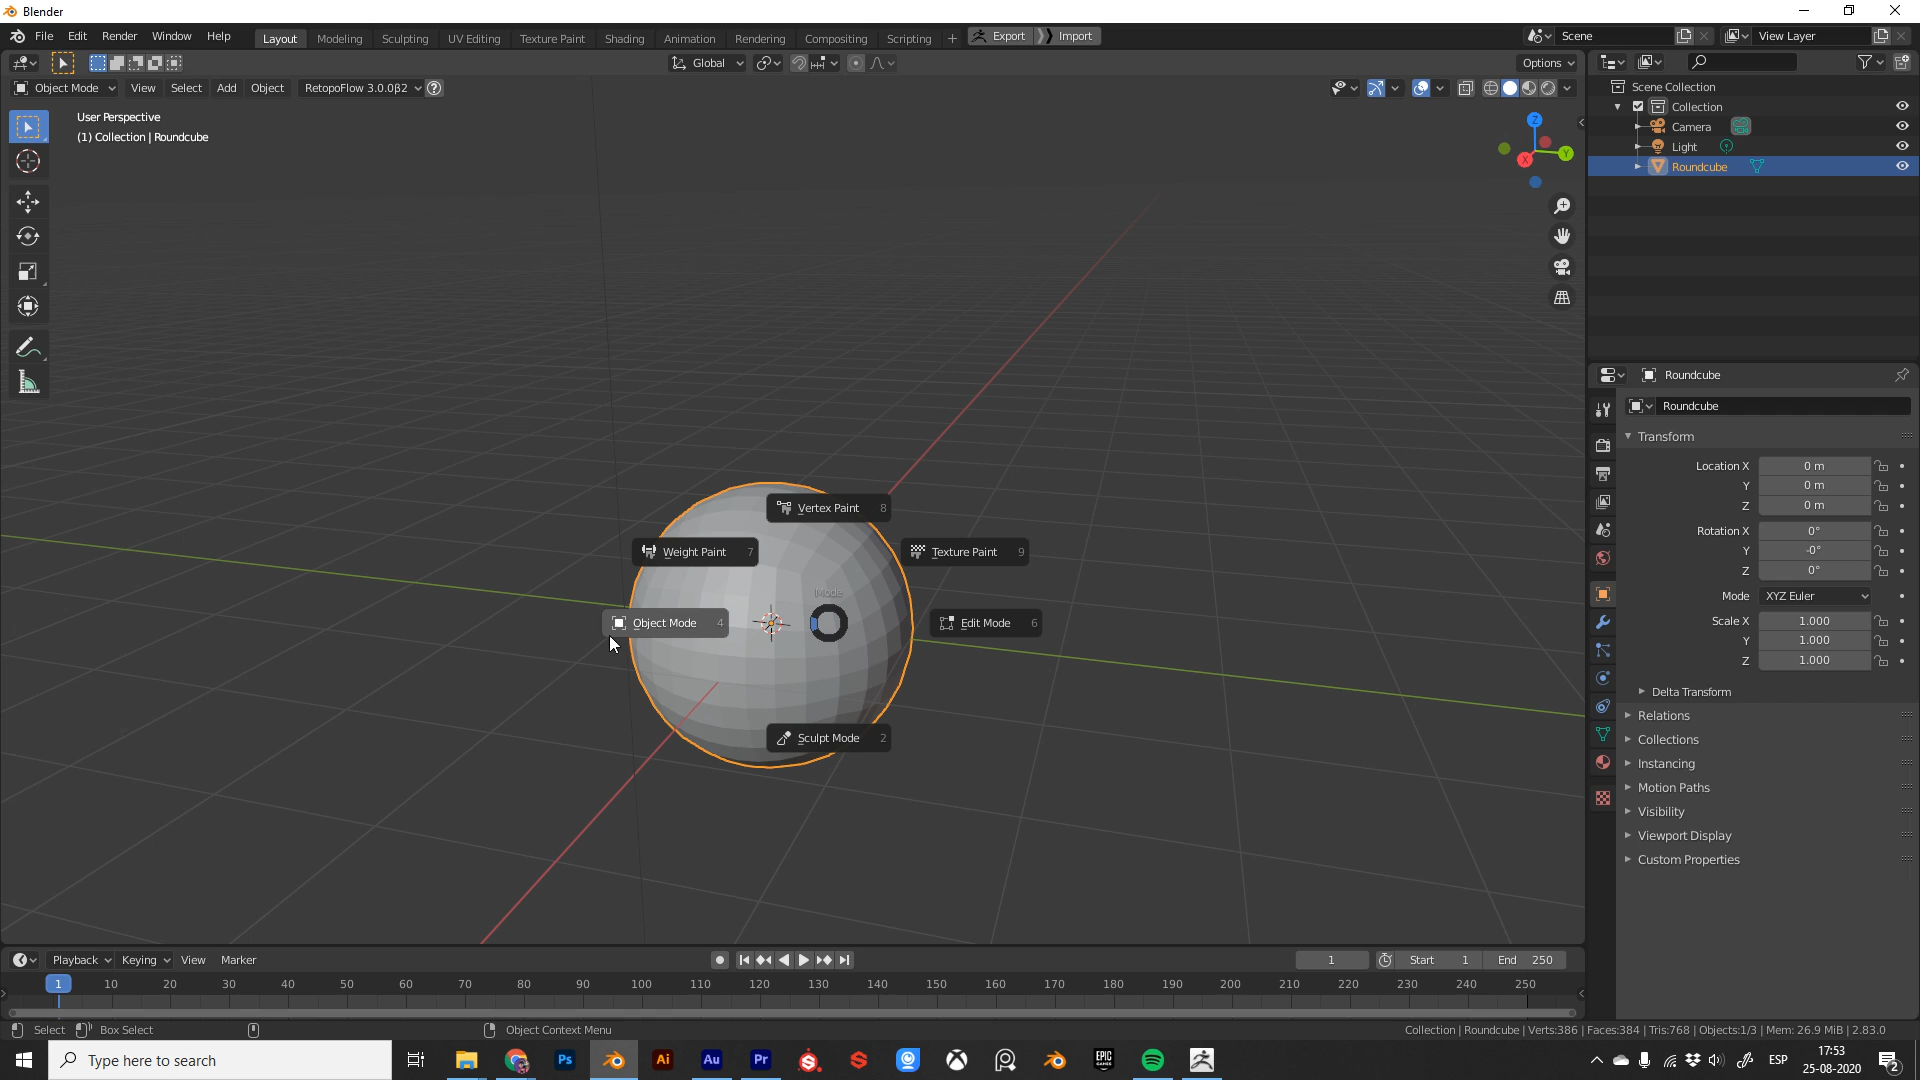 Blender
File Edit Render Window Help Layout Modeling Sculpting UV Editing Texture Paint Shading Animation Rendering Compositing Scripting + Export Import Scene View Layer
Global Options
Object Mode View Select Add Object RetopoFlow 3.0.0β2
User Perspective
(1) Collection | Roundcube
Z
Y
X
Vertex Paint 8
Weight Paint 7
Texture Paint 9
Mode
Object Mode 4
Edit Mode 6
Sculpt Mode 2
Scene Collection
Collection
Camera
Light
Roundcube
Roundcube
Roundcube
Transform
Location X 0 m
Y 0 m
Z 0 m
Rotation X 0°
Y -0°
Z 0°
Mode XYZ Euler
Scale X 1.000
Y 1.000
Z 1.000
Delta Transform
Relations
Collections
Instancing
Motion Paths
Visibility
Viewport Display
Custom Properties
Playback Keying View Marker 1 Start 1 End 250
1 10 20 30 40 50 60 70 80 90 100 110 120 130 140 150 160 170 180 190 200 210 220 230 240 250
Select Box Select Object Context Menu Collection | Roundcube | Verts:386 | Faces:384 | Tris:768 | Objects:1/3 | Mem: 26.9 MiB | 2.83.0
Type here to search Ps Ai Au Pr EPIC GAMES ESP 17:53
25-08-2020 2